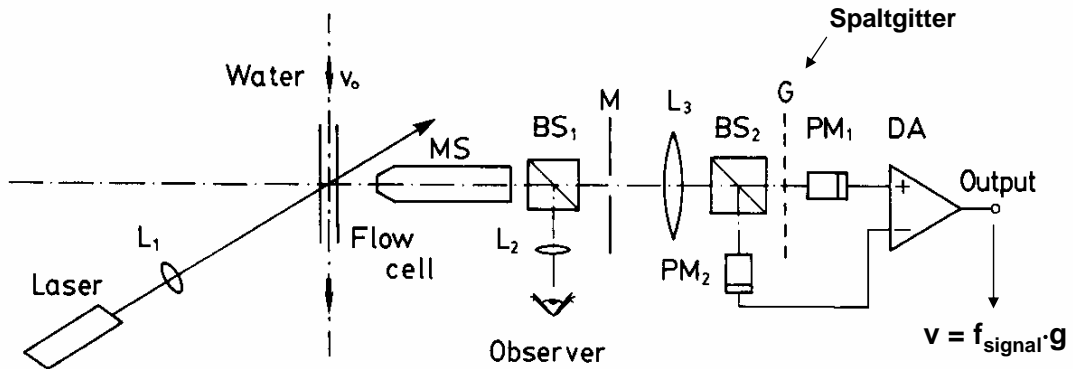 Spaltgitter
Water
v₀
M
L₃
G
BS₁
BS₂
PM₁
DA
MS
+
Output
L₁
Flow
cell
L₂
PM₂
−
Laser
Observer
v = f_signal·g